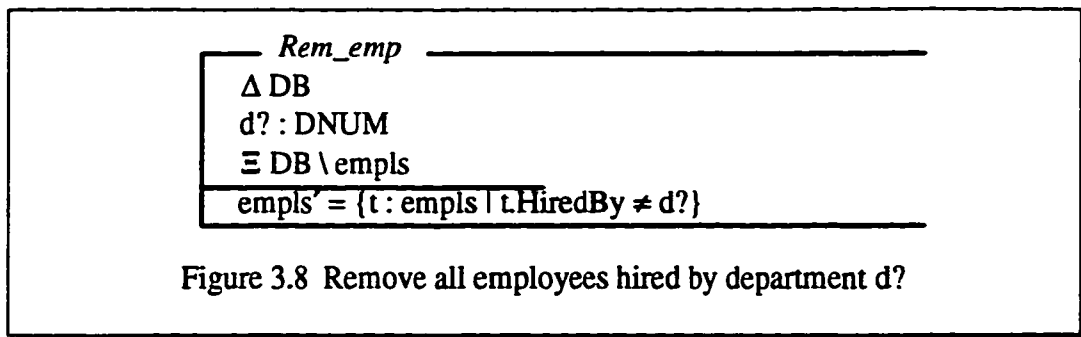 Rem_emp
Δ DB
d? : DNUM
Ξ DB \ empls
empls′ = {t : empls | t.HiredBy ≠ d?}
Figure 3.8 Remove all employees hired by department d?